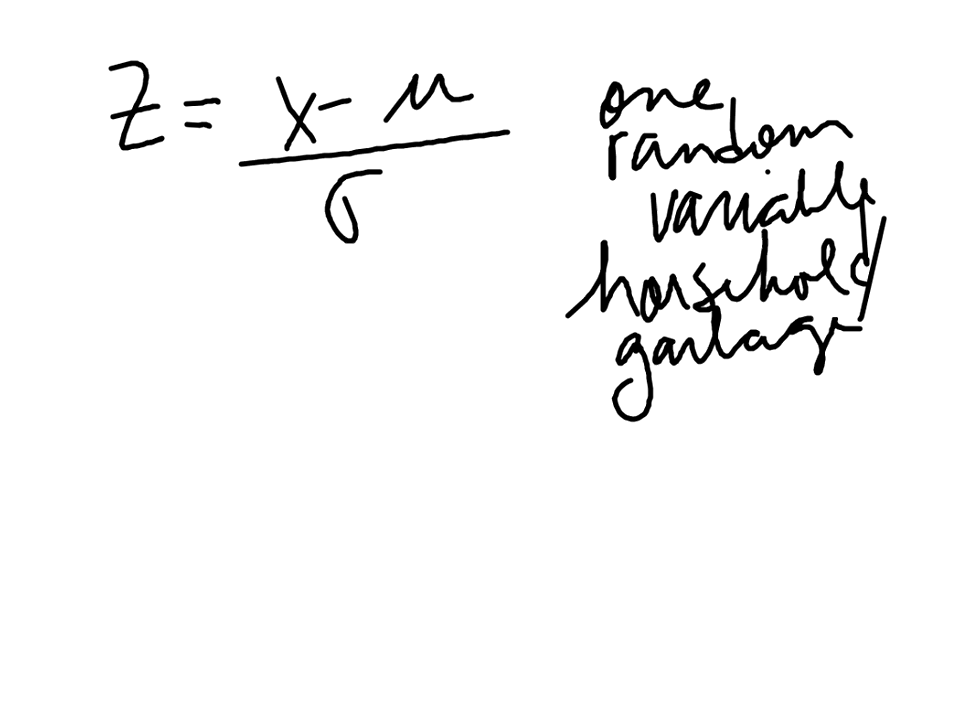 Z = x - μ
σ
one
random
variable
household
garbage